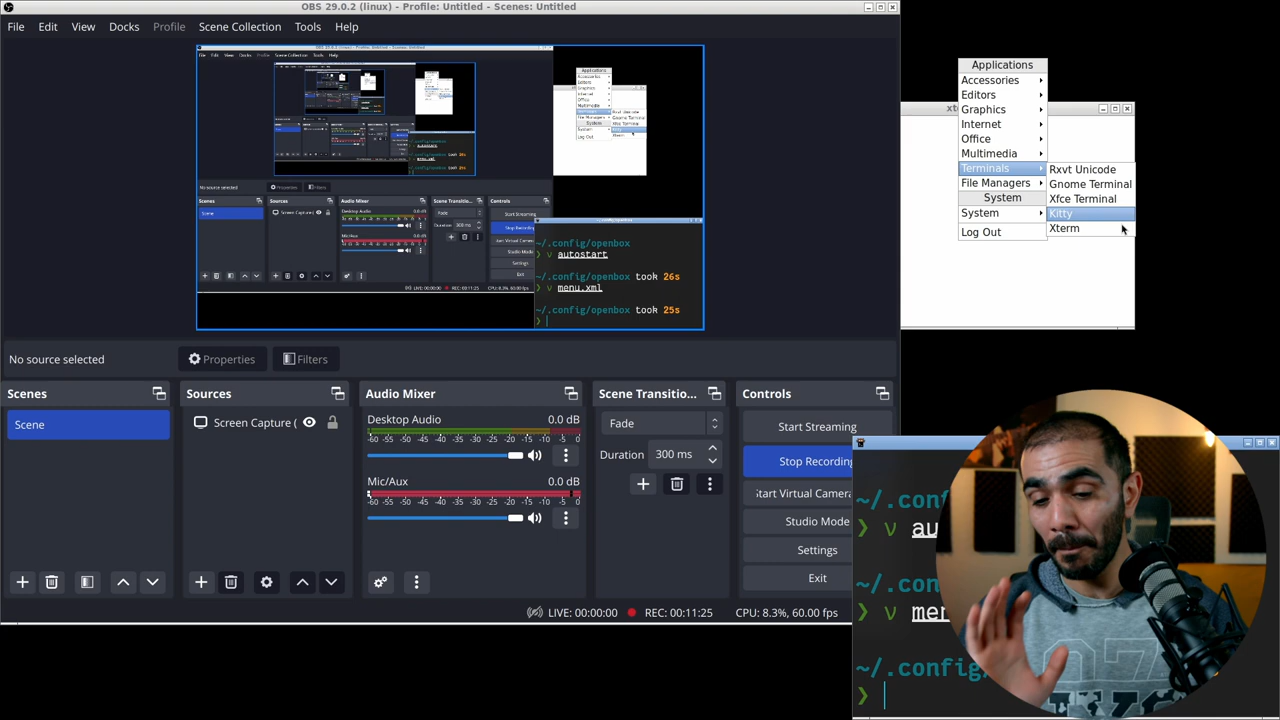 OBS 29.0.2 (linux) - Profile: Untitled - Scenes: Untitled
File Edit View Docks Profile Scene Collection Tools Help
~/.config/openbox
❯ v autostart
~/.config/openbox took 26s
❯ v menu.xml
~/.config/openbox took 25s
❯
No source selected Properties Filters
Scenes
Scene
Sources
Screen Capture (
Audio Mixer
Desktop Audio 0.0 dB
-60 -55 -50 -45 -40 -35 -30 -25 -20 -15 -10 -5 0
Mic/Aux 0.0 dB
-60 -55 -50 -45 -40 -35 -30 -25 -20 -15 -10 -5 0
Scene Transitio...
Fade
Duration 300 ms
Controls
Start Streaming
Stop Recording
Start Virtual Camera
Studio Mode
Settings
Exit
LIVE: 00:00:00 REC: 00:11:25 CPU: 8.3%, 60.00 fps
xt
Applications
Accessories
Editors
Graphics
Internet
Office
Multimedia
Terminals
File Managers
System
System
Log Out
Rxvt Unicode
Gnome Terminal
Xfce Terminal
Kitty
Xterm
~/.conf
❯ v au
~/.con
❯ v men
~/.config/
❯